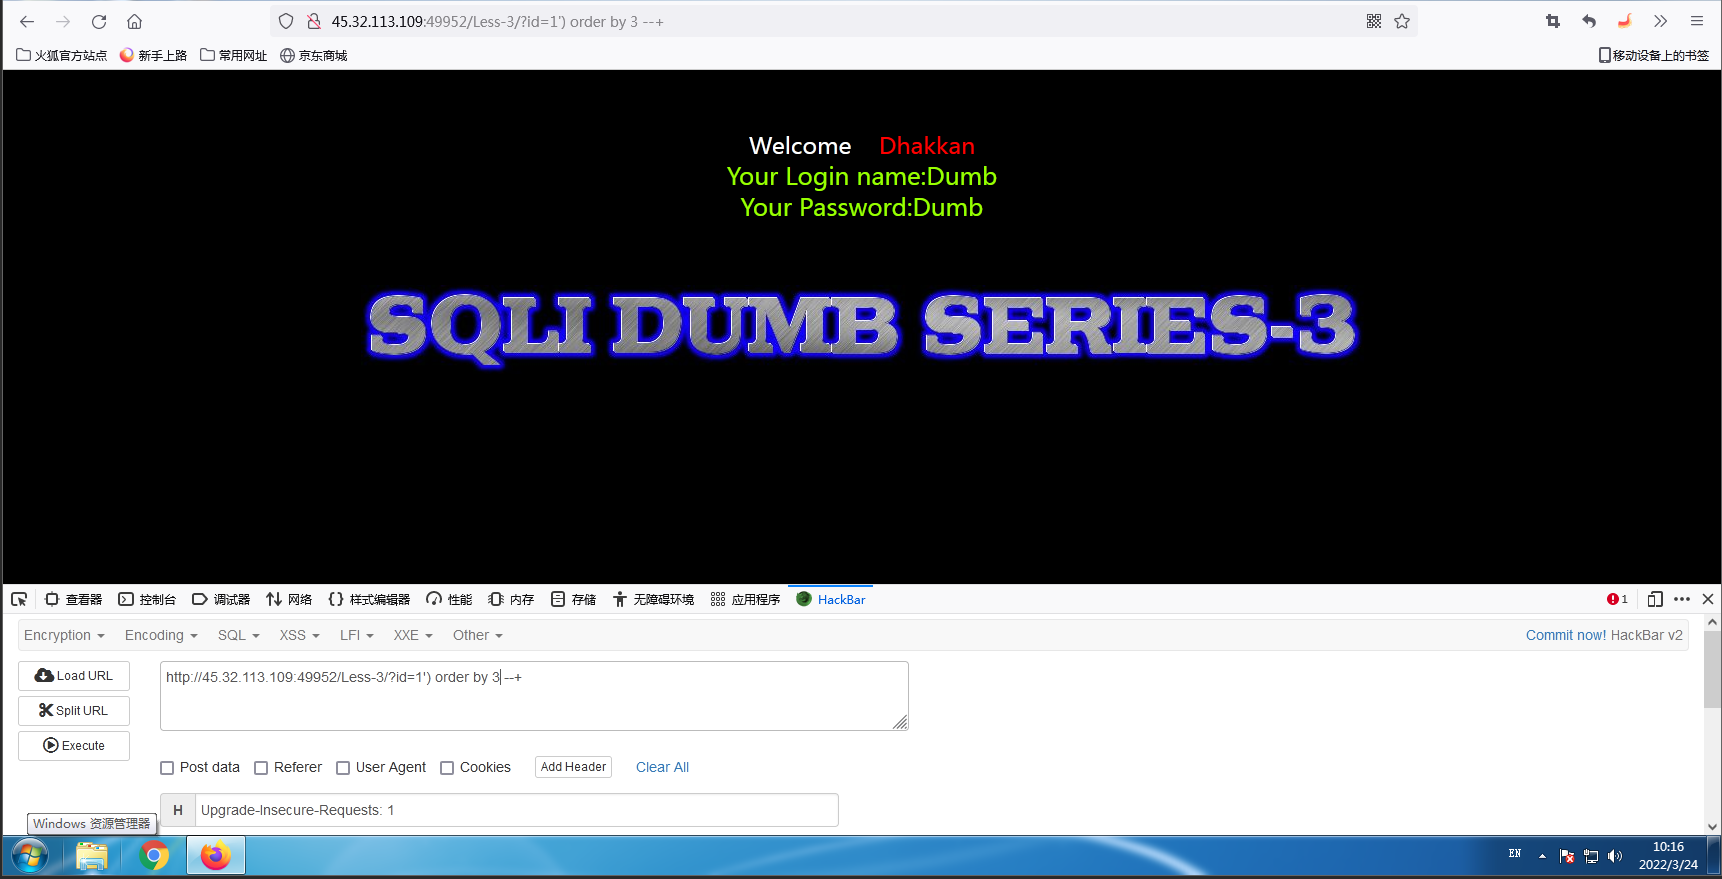 45.32.113.109:49952/Less-3/?id=1') order by 3 --+
火狐官方站点 新手上路 常用网址 京东商城 移动设备上的书签
Welcome Dhakkan
Your Login name:Dumb
Your Password:Dumb
SQLI DUMB SERIES-3
查看器 控制台 调试器 网络 样式编辑器 性能 内存 存储 无障碍环境 应用程序 HackBar 1
Encryption Encoding SQL XSS LFI XXE Other Commit now! HackBar v2
Load URL
http://45.32.113.109:49952/Less-3/?id=1') order by 3 --+
Split URL
Execute
Post data Referer User Agent Cookies Add Header Clear All
H Upgrade-Insecure-Requests: 1
Windows 资源管理器
EN 10:16
2022/3/24